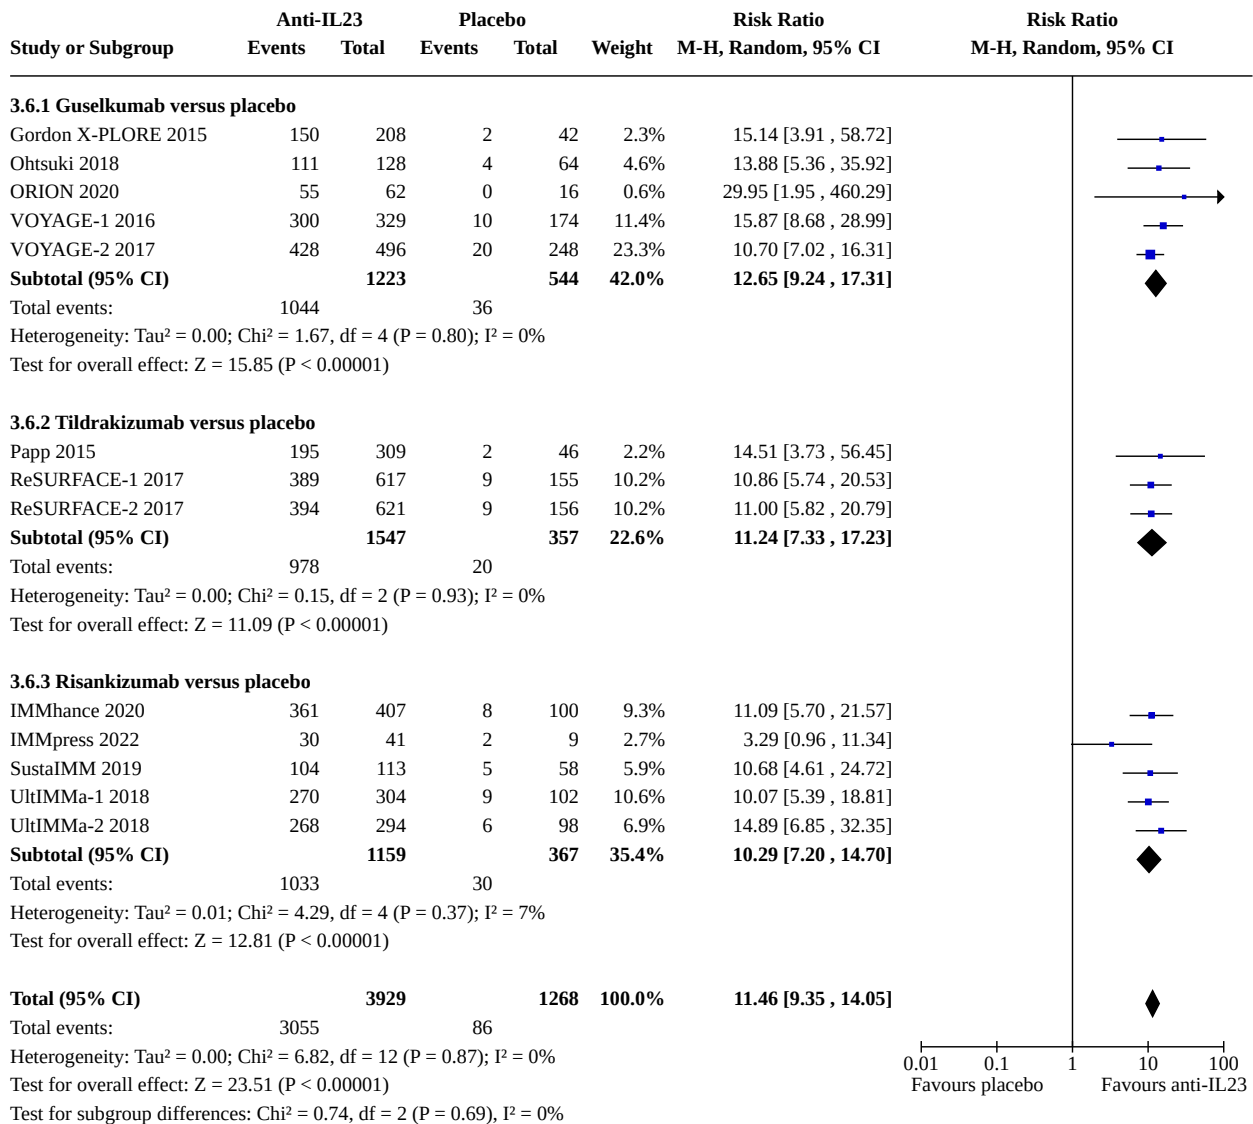 Anti-IL23 Placebo Risk Ratio Risk Ratio
Study or Subgroup Events Total Events Total Weight M-H, Random, 95% CI M-H, Random, 95% CI
3.6.1 Guselkumab versus placebo
Gordon X-PLORE 2015 150 208 2 42 2.3% 15.14 [3.91 , 58.72]
Ohtsuki 2018 111 128 4 64 4.6% 13.88 [5.36 , 35.92]
ORION 2020 55 62 0 16 0.6% 29.95 [1.95 , 460.29]
VOYAGE-1 2016 300 329 10 174 11.4% 15.87 [8.68 , 28.99]
VOYAGE-2 2017 428 496 20 248 23.3% 10.70 [7.02 , 16.31]
Subtotal (95% CI) 1223 544 42.0% 12.65 [9.24 , 17.31]
Total events: 1044 36
Heterogeneity: Tau² = 0.00; Chi² = 1.67, df = 4 (P = 0.80); I² = 0%
Test for overall effect: Z = 15.85 (P < 0.00001)
3.6.2 Tildrakizumab versus placebo
Papp 2015 195 309 2 46 2.2% 14.51 [3.73 , 56.45]
ReSURFACE-1 2017 389 617 9 155 10.2% 10.86 [5.74 , 20.53]
ReSURFACE-2 2017 394 621 9 156 10.2% 11.00 [5.82 , 20.79]
Subtotal (95% CI) 1547 357 22.6% 11.24 [7.33 , 17.23]
Total events: 978 20
Heterogeneity: Tau² = 0.00; Chi² = 0.15, df = 2 (P = 0.93); I² = 0%
Test for overall effect: Z = 11.09 (P < 0.00001)
3.6.3 Risankizumab versus placebo
IMMhance 2020 361 407 8 100 9.3% 11.09 [5.70 , 21.57]
IMMpress 2022 30 41 2 9 2.7% 3.29 [0.96 , 11.34]
SustaIMM 2019 104 113 5 58 5.9% 10.68 [4.61 , 24.72]
UltIMMa-1 2018 270 304 9 102 10.6% 10.07 [5.39 , 18.81]
UltIMMa-2 2018 268 294 6 98 6.9% 14.89 [6.85 , 32.35]
Subtotal (95% CI) 1159 367 35.4% 10.29 [7.20 , 14.70]
Total events: 1033 30
Heterogeneity: Tau² = 0.01; Chi² = 4.29, df = 4 (P = 0.37); I² = 7%
Test for overall effect: Z = 12.81 (P < 0.00001)
Total (95% CI) 3929 1268 100.0% 11.46 [9.35 , 14.05]
Total events: 3055 86
Heterogeneity: Tau² = 0.00; Chi² = 6.82, df = 12 (P = 0.87); I² = 0%
0.01 0.1 1 10 100
Test for overall effect: Z = 23.51 (P < 0.00001)
Favours placebo Favours anti-IL23
Test for subgroup differences: Chi² = 0.74, df = 2 (P = 0.69), I² = 0%